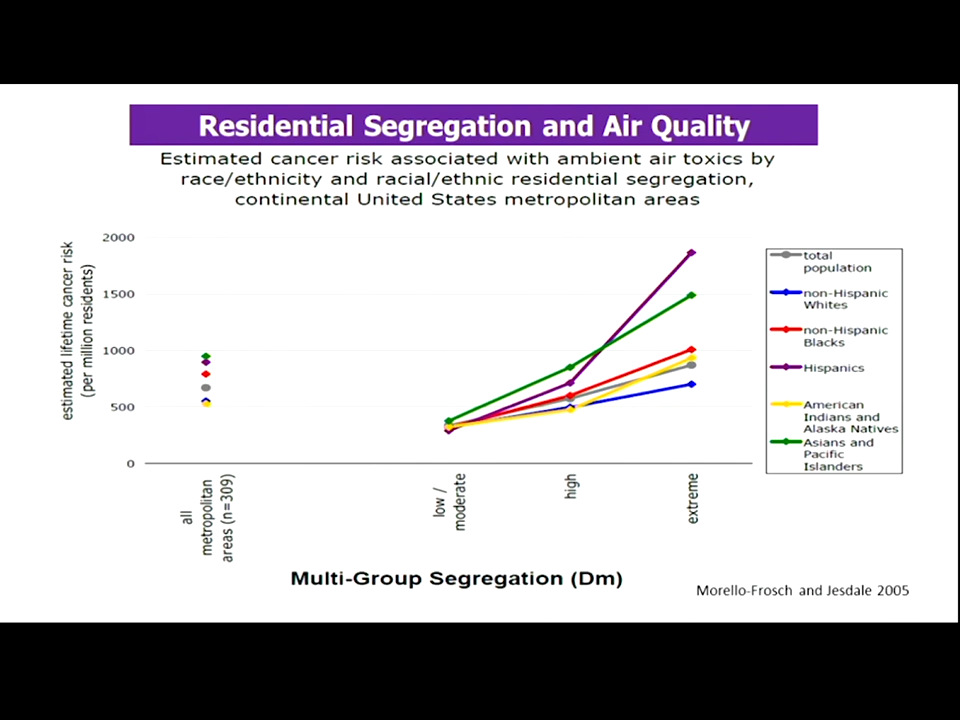 Residential Segregation and Air Quality
Estimated cancer risk associated with ambient air toxics by
race/ethnicity and racial/ethnic residential segregation,
continental United States metropolitan areas
estimated lifetime cancer risk
(per million residents)
2000
1500
1000
500
0
all
metropolitan
areas (n=309)
low /
moderate
high
extreme
Multi-Group Segregation (Dm)
total
population
non-Hispanic
Whites
non-Hispanic
Blacks
Hispanics
American
Indians and
Alaska Natives
Asians and
Pacific
Islanders
Morello-Frosch and Jesdale 2005